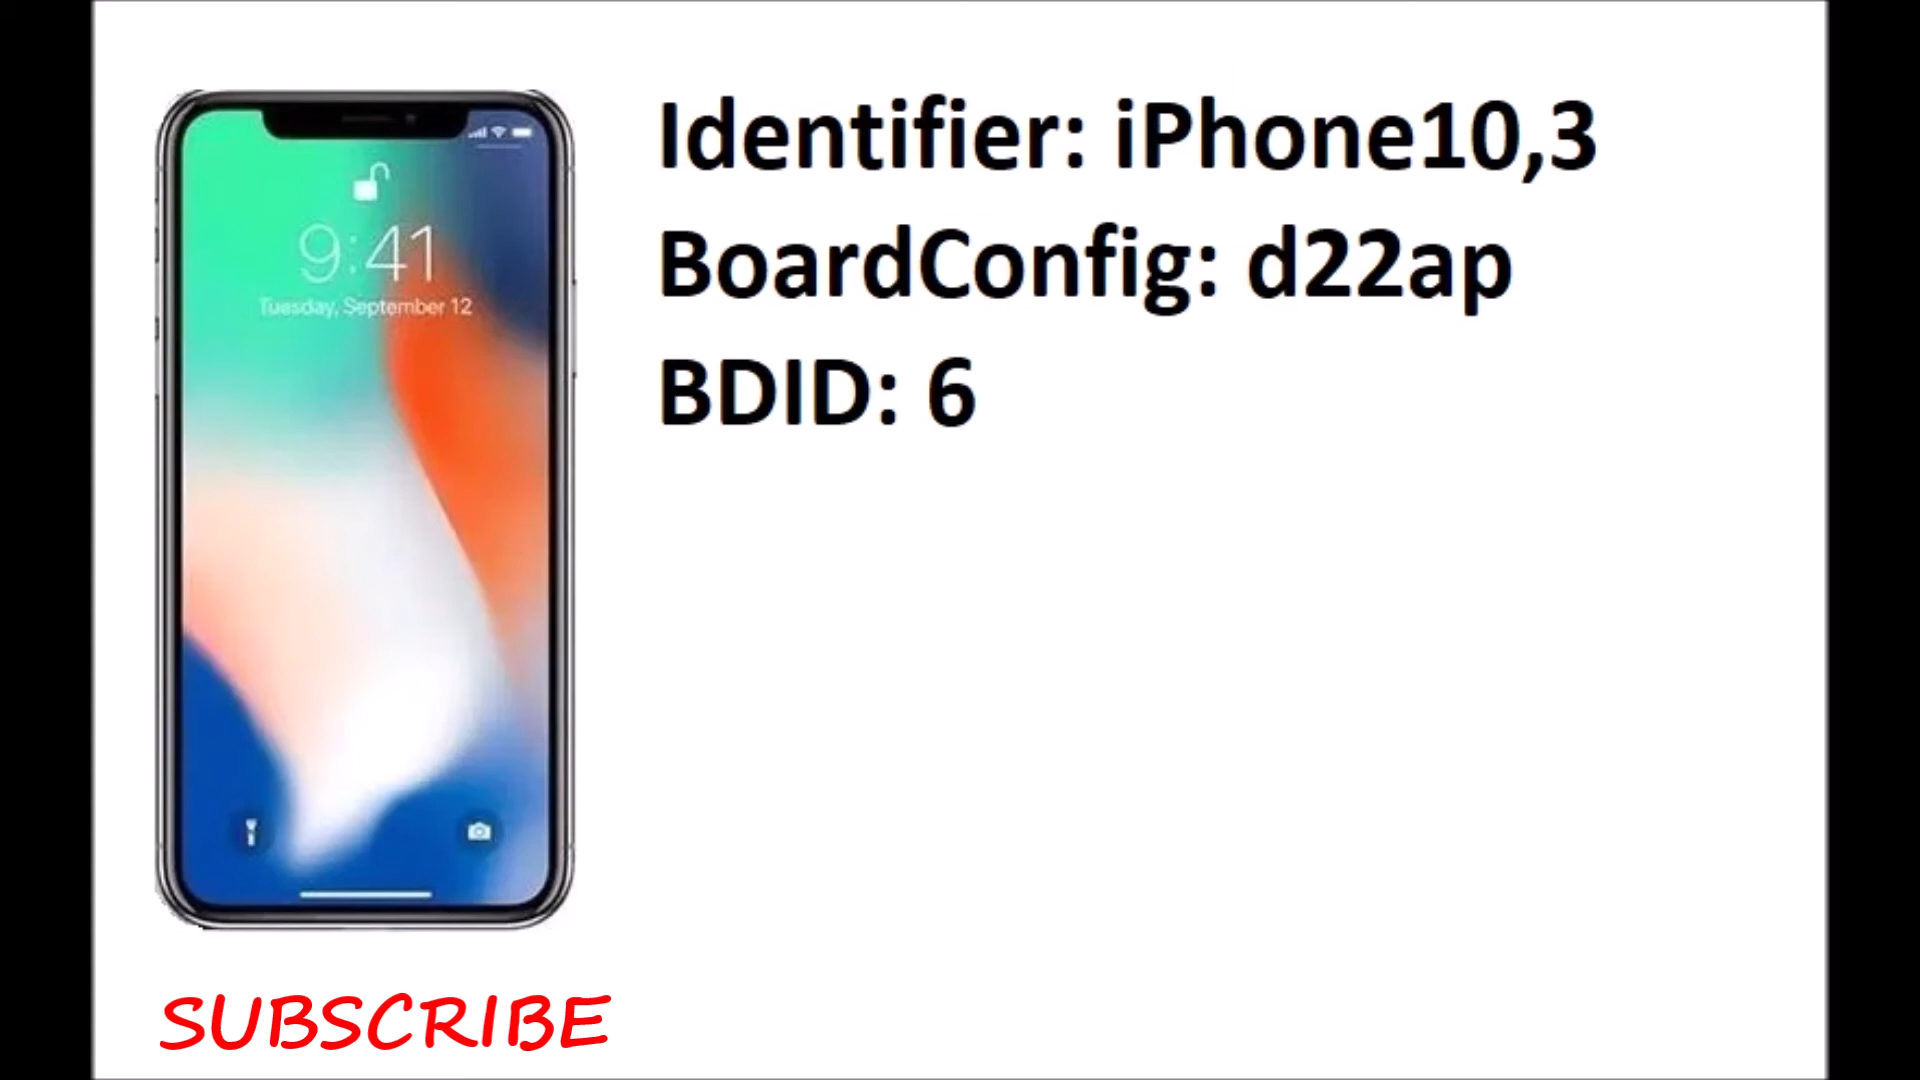 Identifier: iPhone10,3
BoardConfig: d22ap
BDID: 6
9:41
Tuesday, September 12
SUBSCRIBE